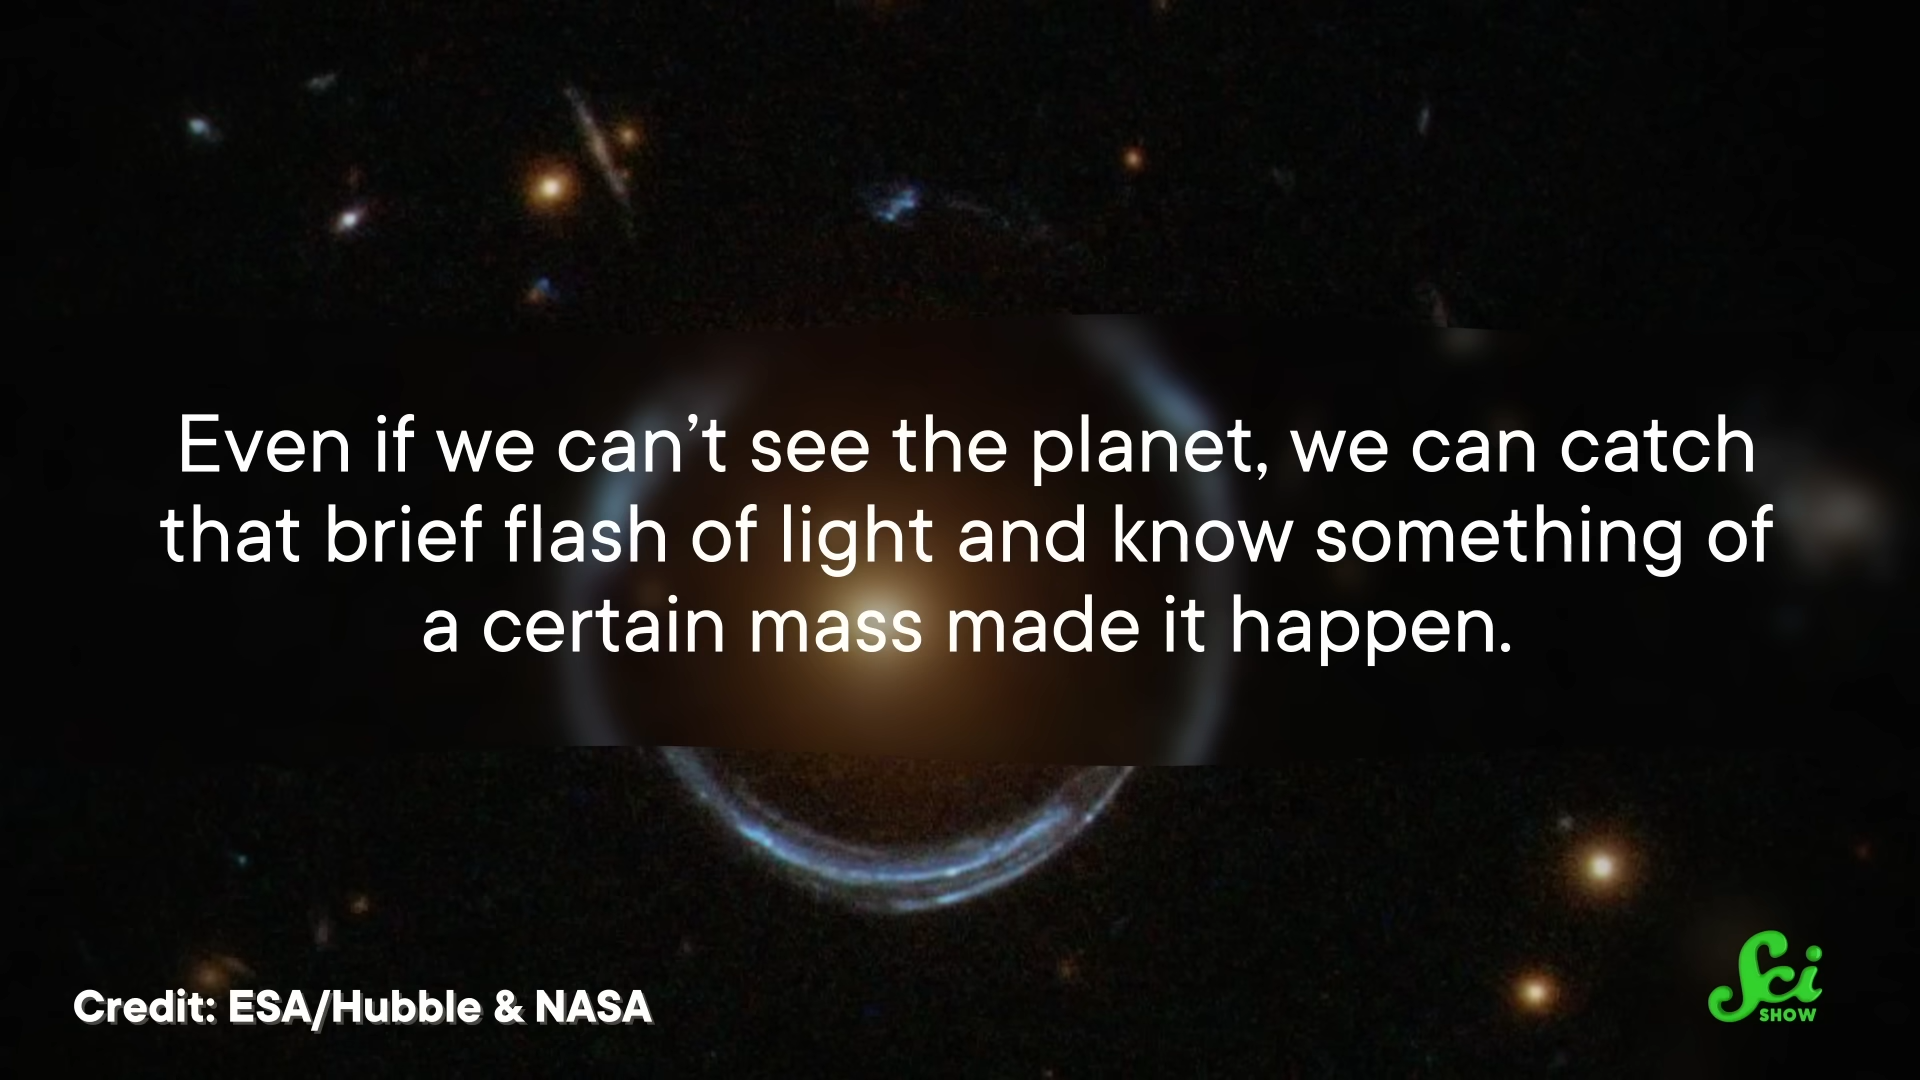 Even if we can’t see the planet, we can catch
that brief flash of light and know something of
a certain mass made it happen.
Credit: ESA/Hubble & NASA
Sci
SHOW